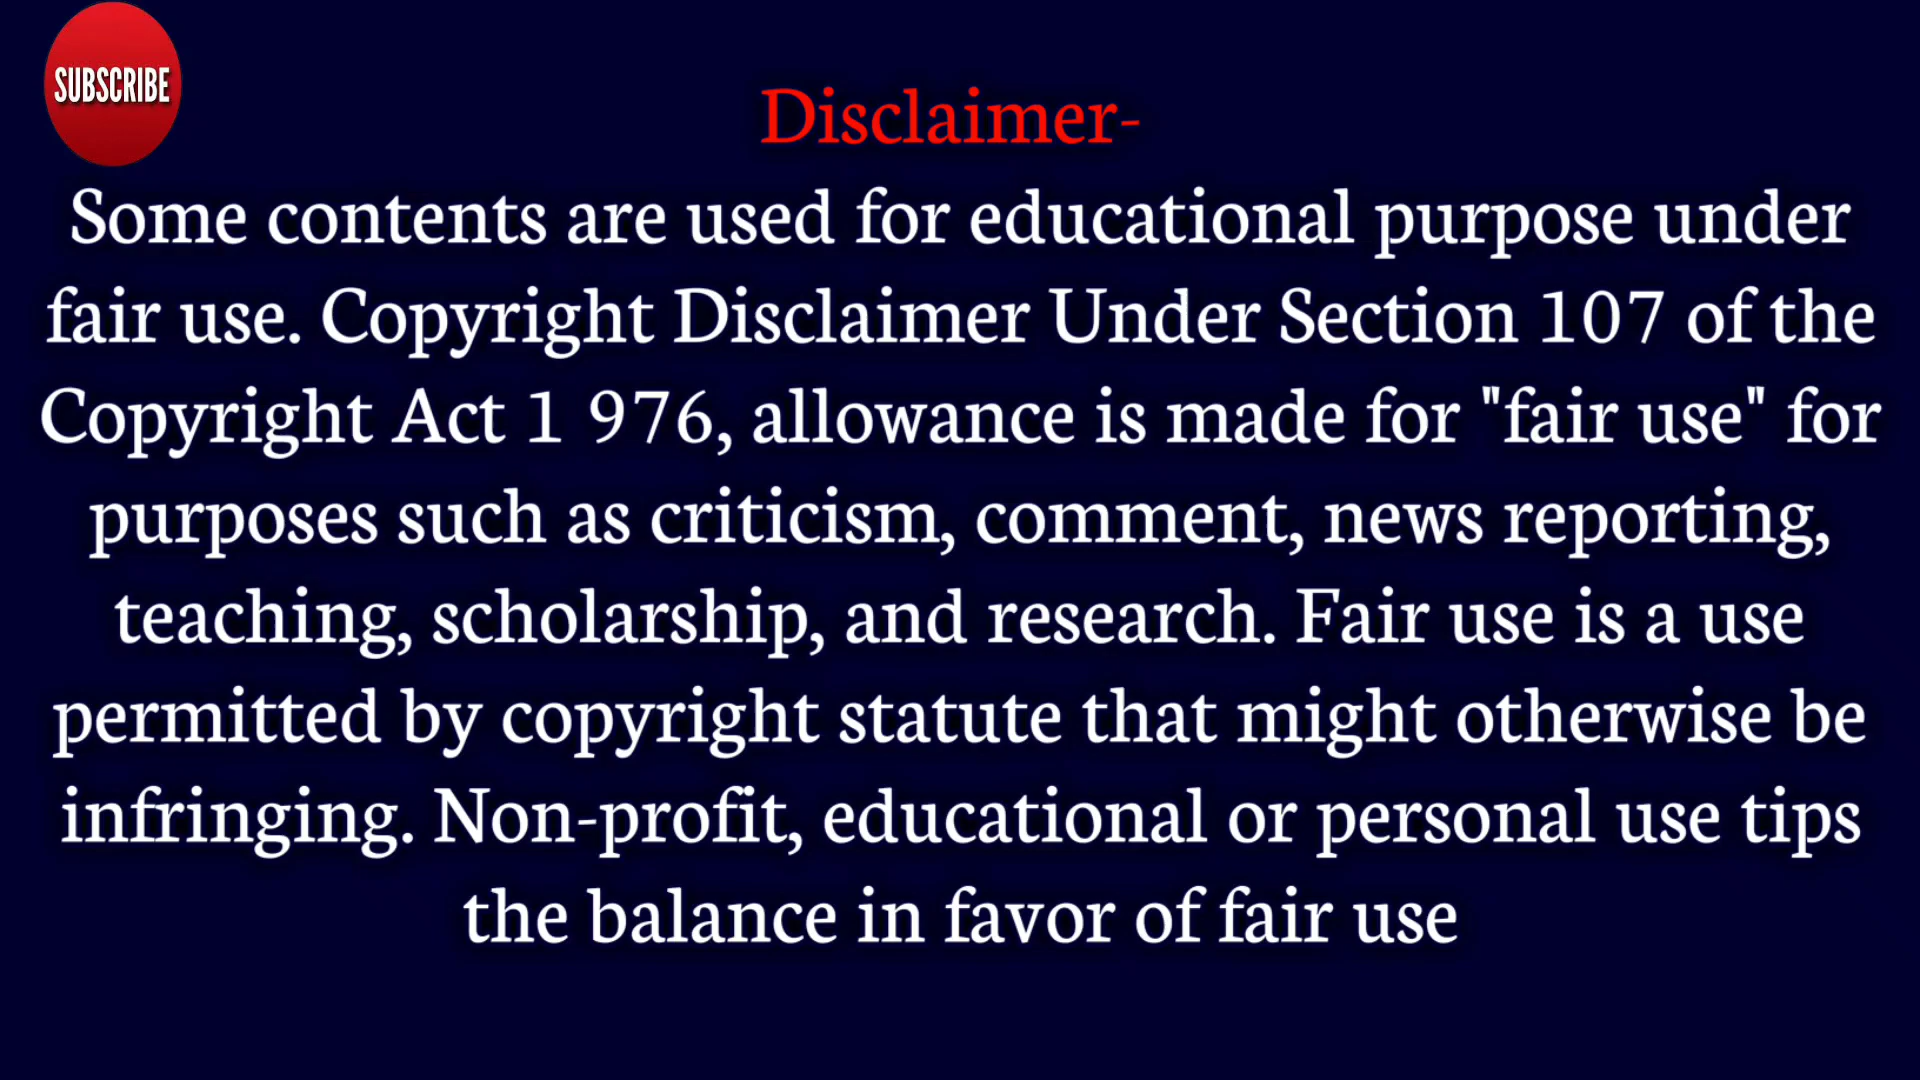 SUBSCRIBE
Disclaimer-
Some contents are used for educational purpose under
fair use. Copyright Disclaimer Under Section 107 of the
Copyright Act 1 976, allowance is made for "fair use" for
purposes such as criticism, comment, news reporting,
teaching, scholarship, and research. Fair use is a use
permitted by copyright statute that might otherwise be
infringing. Non-profit, educational or personal use tips
the balance in favor of fair use